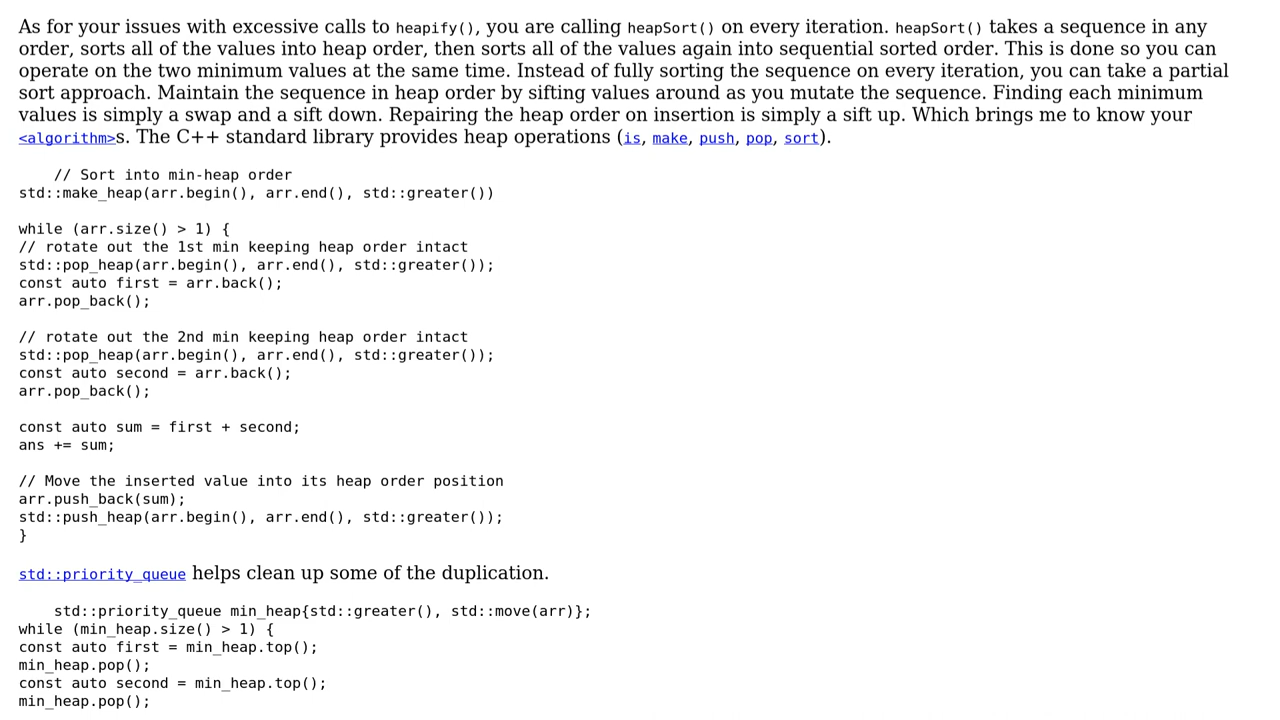 As for your issues with excessive calls to heapify(), you are calling heapSort() on every iteration. heapSort() takes a sequence in any
order, sorts all of the values into heap order, then sorts all of the values again into sequential sorted order. This is done so you can
operate on the two minimum values at the same time. Instead of fully sorting the sequence on every iteration, you can take a partial
sort approach. Maintain the sequence in heap order by sifting values around as you mutate the sequence. Finding each minimum
values is simply a swap and a sift down. Repairing the heap order on insertion is simply a sift up. Which brings me to know your
<algorithm>s. The C++ standard library provides heap operations (is, make, push, pop, sort).
// Sort into min-heap order
std::make_heap(arr.begin(), arr.end(), std::greater())
while (arr.size() > 1) {
// rotate out the 1st min keeping heap order intact
std::pop_heap(arr.begin(), arr.end(), std::greater());
const auto first = arr.back();
arr.pop_back();
// rotate out the 2nd min keeping heap order intact
std::pop_heap(arr.begin(), arr.end(), std::greater());
const auto second = arr.back();
arr.pop_back();
const auto sum = first + second;
ans += sum;
// Move the inserted value into its heap order position
arr.push_back(sum);
std::push_heap(arr.begin(), arr.end(), std::greater());
}
std::priority_queue helps clean up some of the duplication.
std::priority_queue min_heap{std::greater(), std::move(arr)};
while (min_heap.size() > 1) {
const auto first = min_heap.top();
min_heap.pop();
const auto second = min_heap.top();
min_heap.pop();